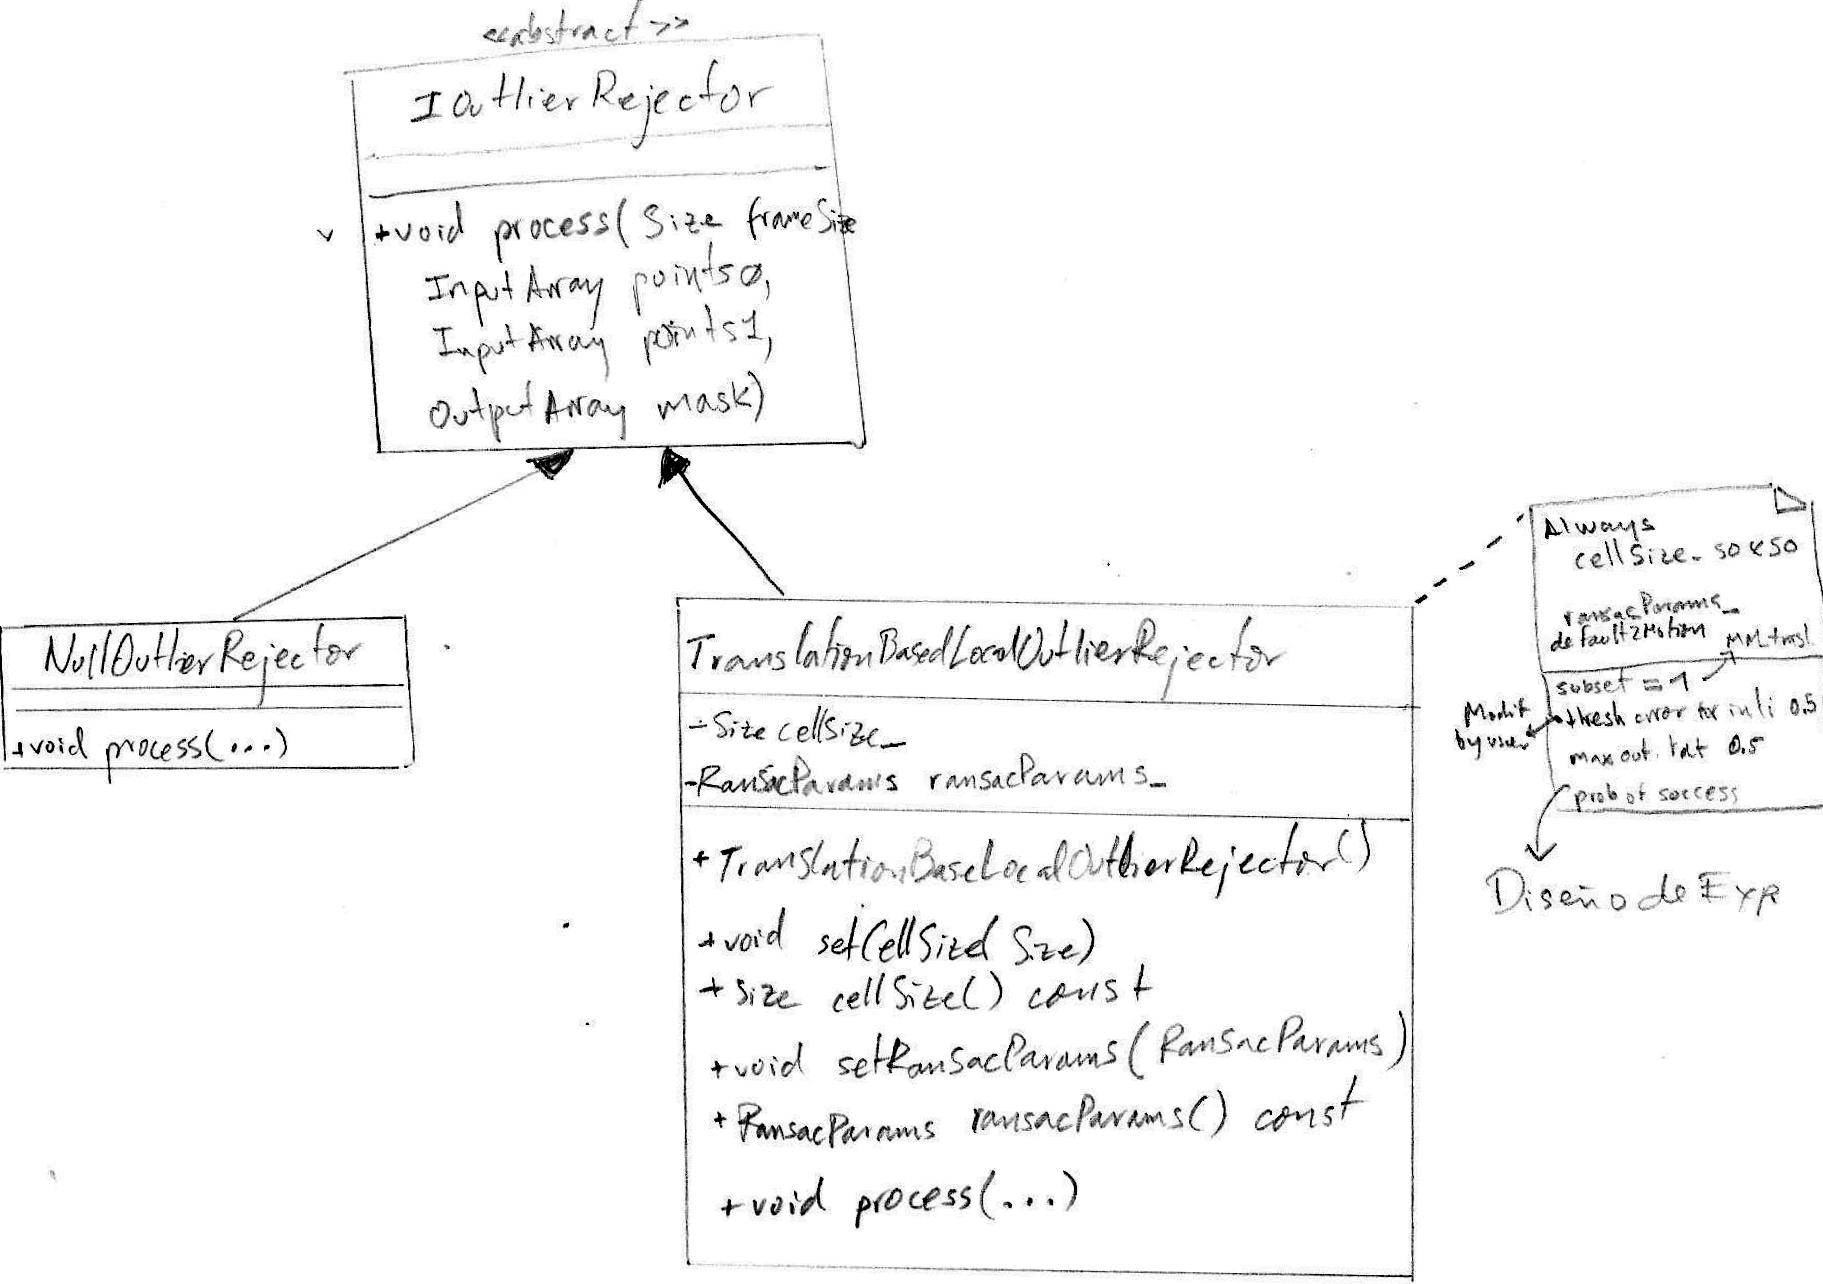 <<abstract>>
IOutlierRejector
+void process(Size frameSize
InputArray points0,
InputArray points1,
OutputArray mask)
NullOutlierRejector
+void process(...)
TranslationBasedLocalOutlierRejector
-Size cellSize_
-RansacParams ransacParams_
+TranslationBaseLocalOutlierRejector()
+void setCellSize(Size)
+Size cellSize() const
+void setRansacParams(RansacParams)
+RansacParams ransacParams() const
+void process(...)
Always
cellSize_ 50x50
ransacParams_
default2Motion MM_trasl
subset = 1
thresh error for inli 0.5
max out. rat 0.5
prob of success
Modif
by user
Diseño de Exp